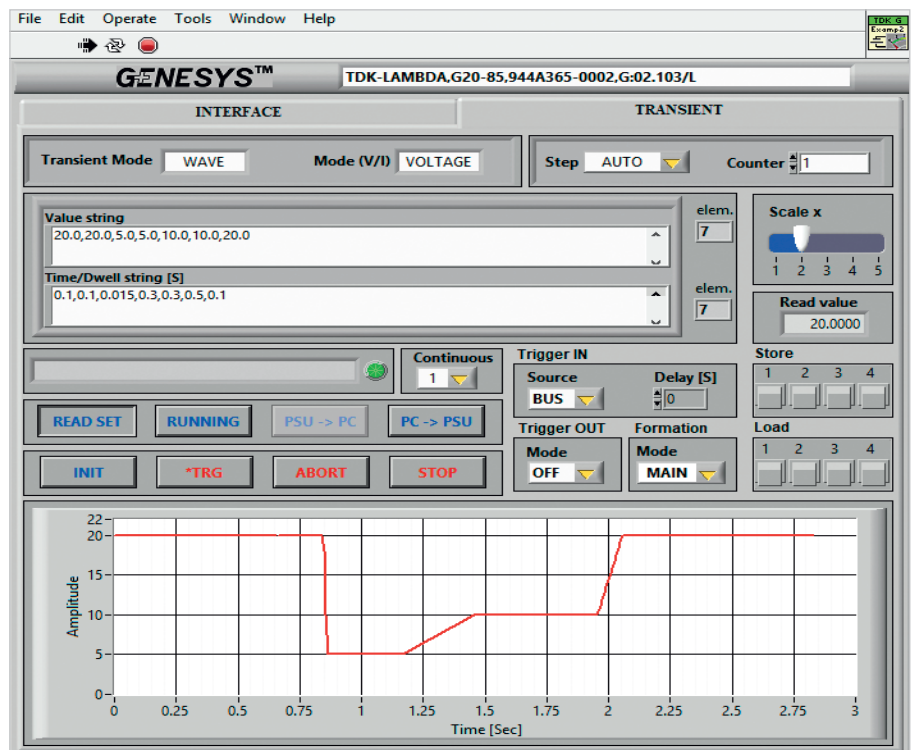 File Edit Operate Tools Window Help
TDK G
Examp2
GENESYS™ TDK-LAMBDA,G20-85,944A365-0002,G:02.103/L
INTERFACE TRANSIENT
Transient Mode WAVE Mode (V/I) VOLTAGE Step AUTO Counter 1
Value string elem. Scale x
20.0,20.0,5.0,5.0,10.0,10.0,20.0 7
1 2 3 4 5
Time/Dwell string [S] elem.
0.1,0.1,0.015,0.3,0.3,0.5,0.1 7
Read value
20.0000
Continuous Trigger IN Store
1 Source Delay [S] 1 2 3 4
BUS 0
READ SET RUNNING PSU -> PC PC -> PSU
Trigger OUT Formation Load
Mode Mode 1 2 3 4
INIT *TRG ABORT STOP OFF MAIN
22
20
15
10
5
0
Amplitude
0 0.25 0.5 0.75 1 1.25 1.5 1.75 2 2.25 2.5 2.75 3
Time [Sec]